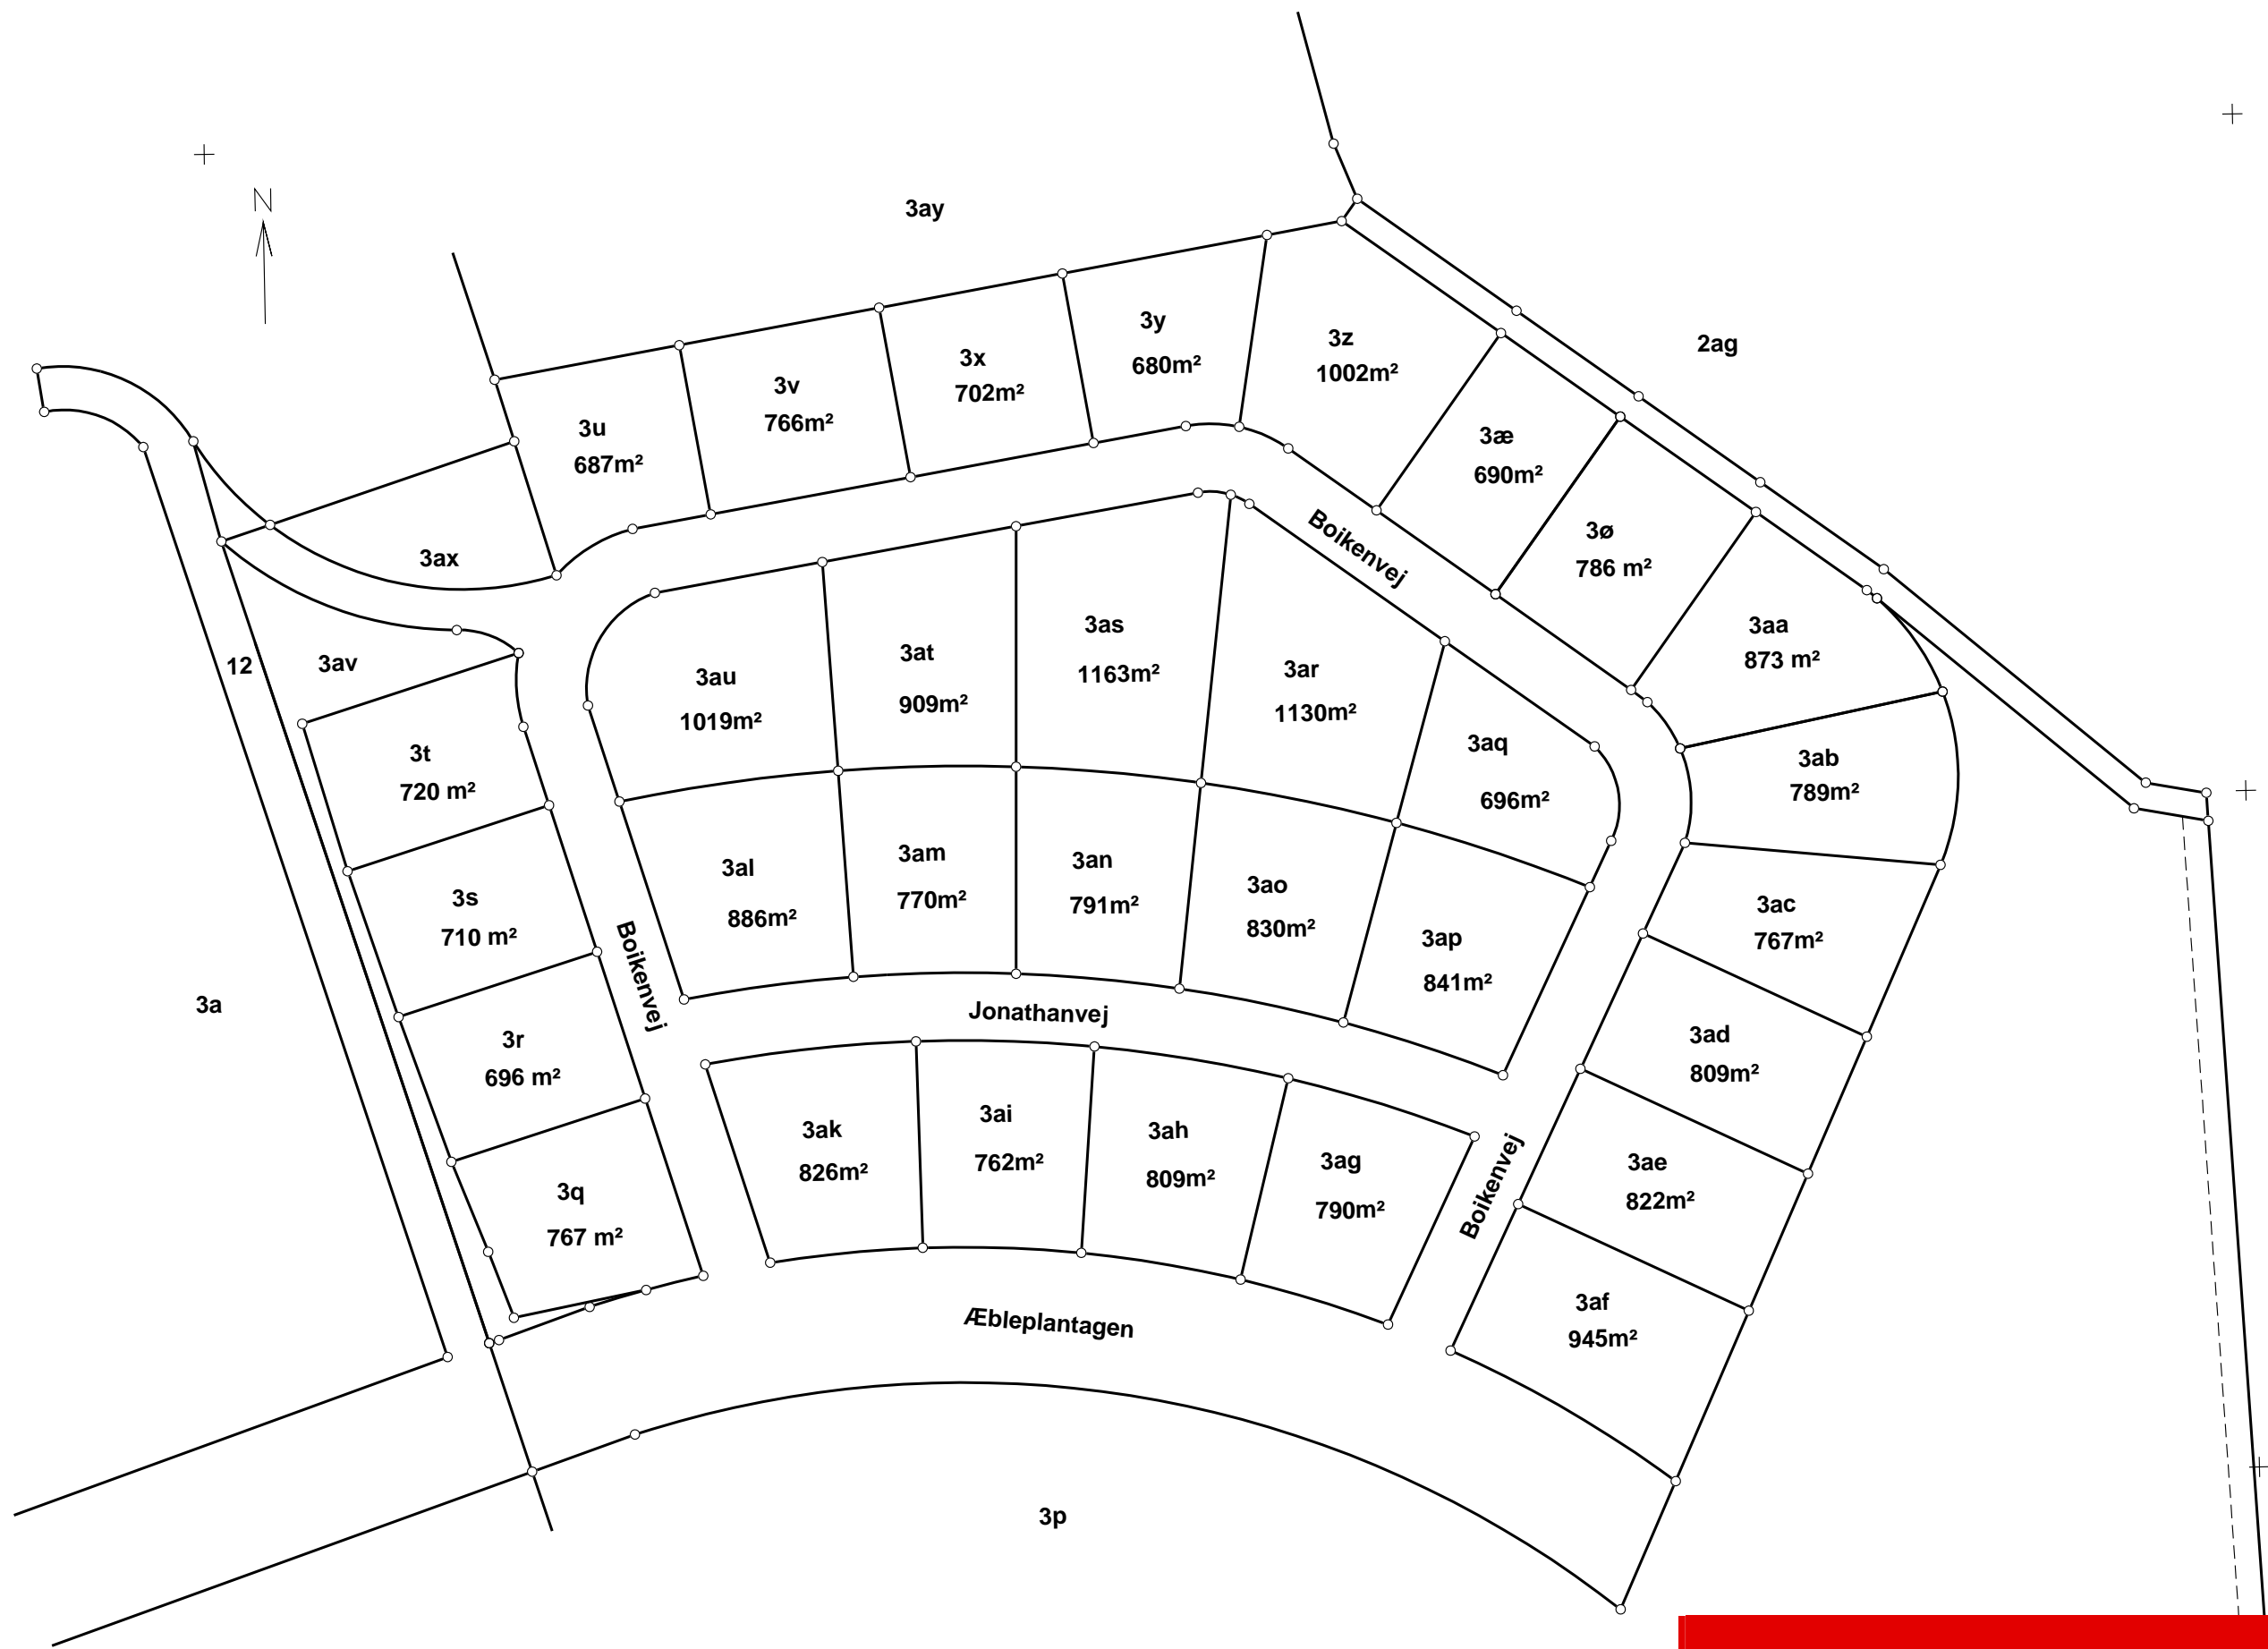 N
3ay
2ag
3y
680m²
3z
1002m²
3x
702m²
3v
766m²
3u
687m²
3æ
690m²
3ø
786 m²
Boikenvej
3ax
3aa
873 m²
3as
1163m²
3at
909m²
3au
1019m²
3ar
1130m²
12
3av
3aq
696m²
3ab
789m²
3t
720 m²
3am
770m²
3an
791m²
3al
886m²
3ao
830m²
3ac
767m²
3s
710 m²
3ap
841m²
Boikenvej
3a
Jonathanvej
3r
696 m²
3ad
809m²
3ak
826m²
3ai
762m²
3ah
809m²
3ag
790m²
Boikenvej
3ae
822m²
3q
767 m²
Æbleplantagen
3af
945m²
3p